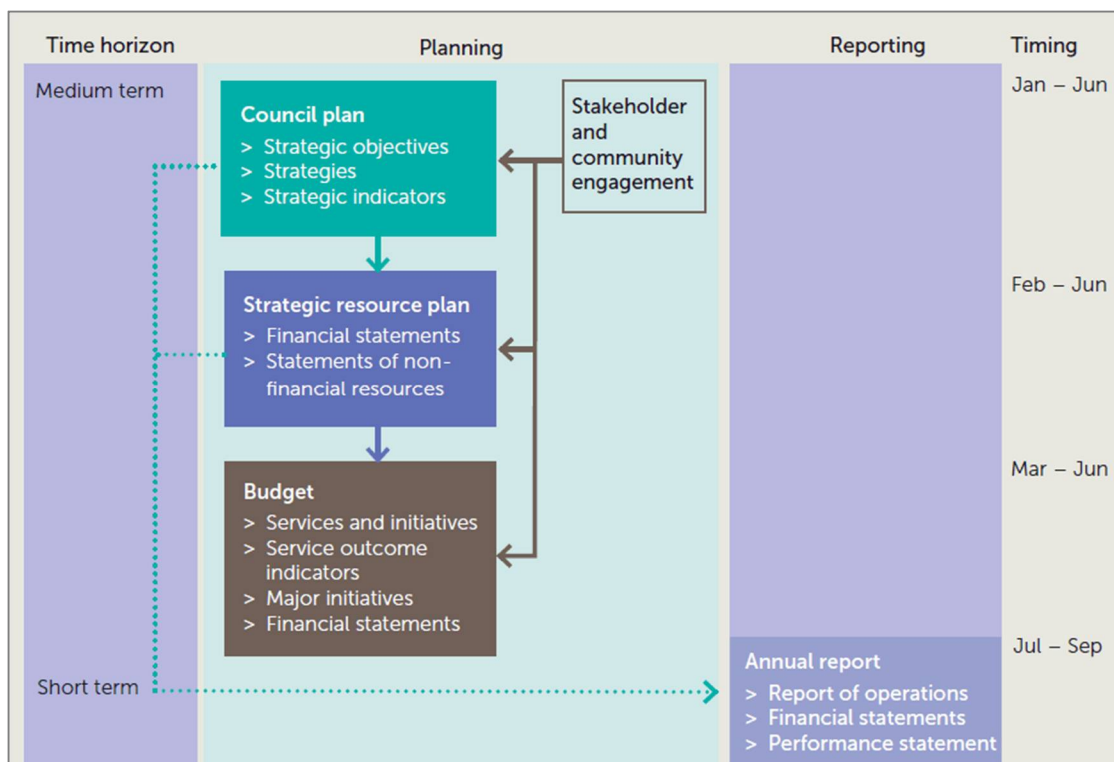 Time horizon
Planning
Reporting
Timing
Medium term
Jan – Jun
Council plan
> Strategic objectives
> Strategies
> Strategic indicators
Stakeholder
and
community
engagement
Feb – Jun
Strategic resource plan
> Financial statements
> Statements of non-
financial resources
Mar – Jun
Budget
> Services and initiatives
> Service outcome
indicators
> Major initiatives
> Financial statements
Jul – Sep
Short term
Annual report
> Report of operations
> Financial statements
> Performance statement